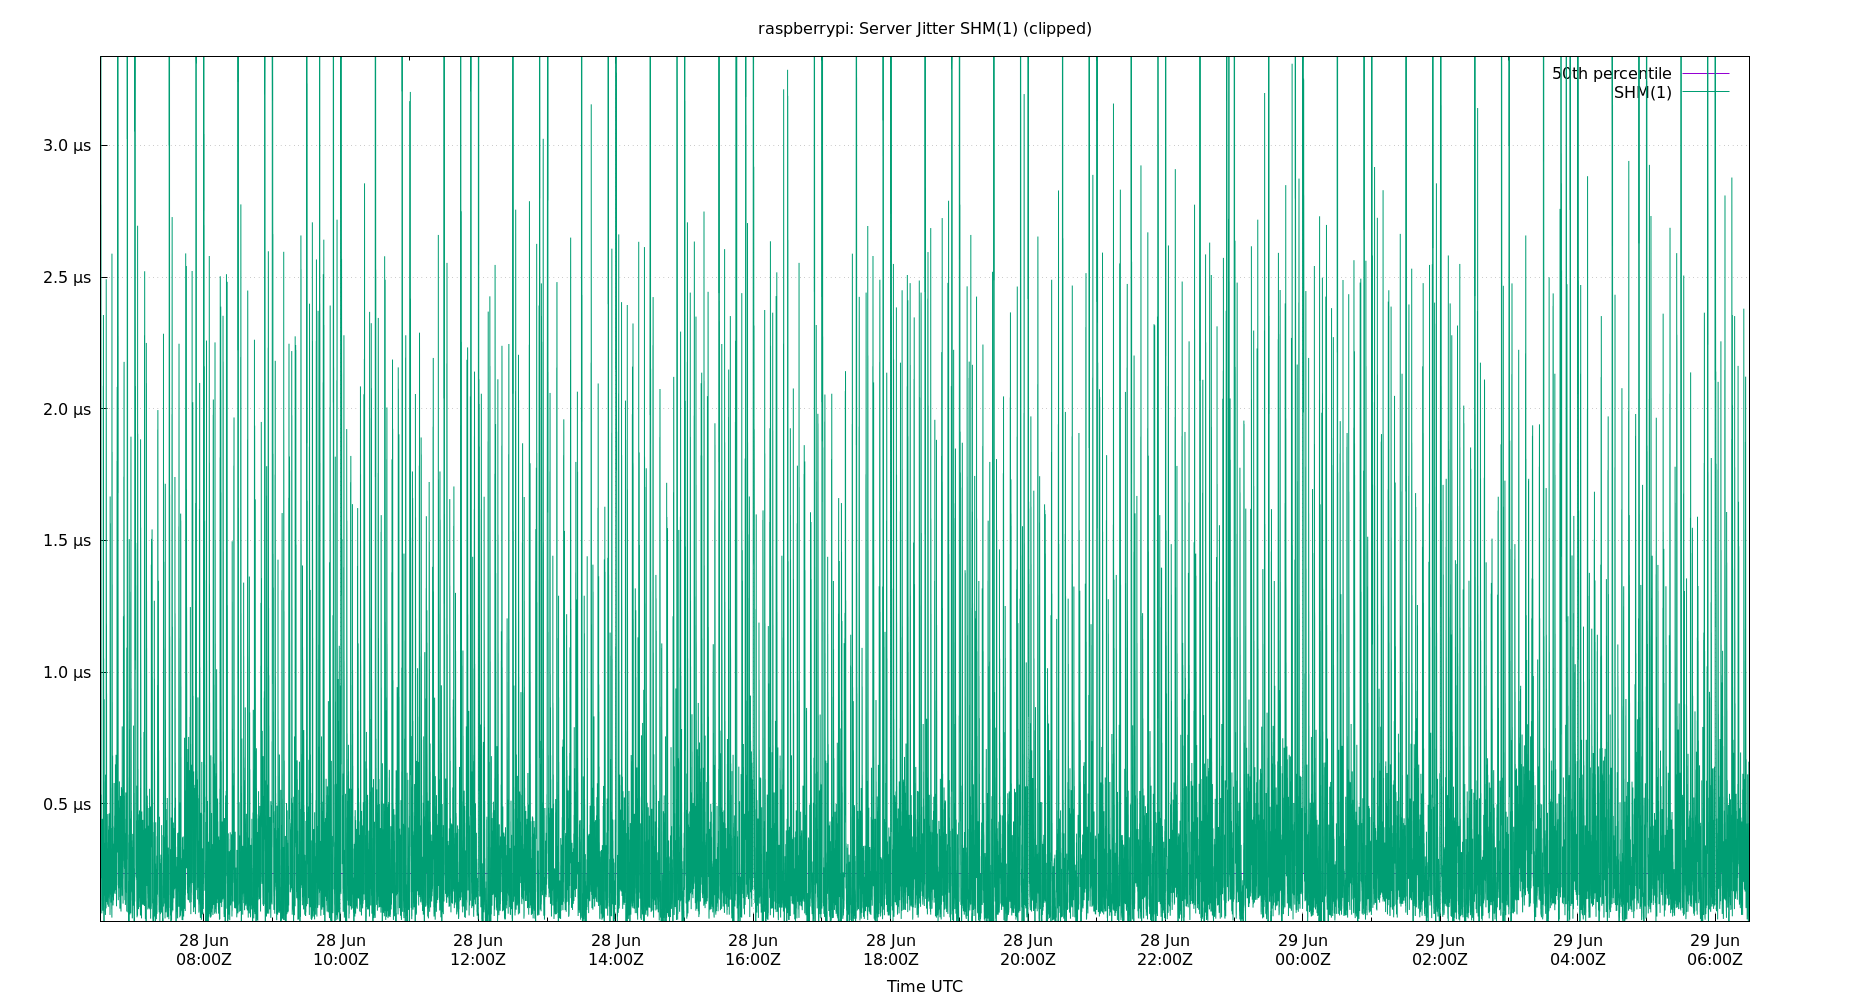 raspberrypi: Server Jitter SHM(1) (clipped)
50th percentile
SHM(1)
3.0 µs
2.5 µs
2.0 µs
1.5 µs
1.0 µs
0.5 µs
28 Jun 28 Jun 28 Jun 28 Jun 28 Jun 28 Jun 28 Jun 28 Jun 29 Jun 29 Jun 29 Jun 29 Jun
08:00Z 10:00Z 12:00Z 14:00Z 16:00Z 18:00Z 20:00Z 22:00Z 00:00Z 02:00Z 04:00Z 06:00Z
Time UTC